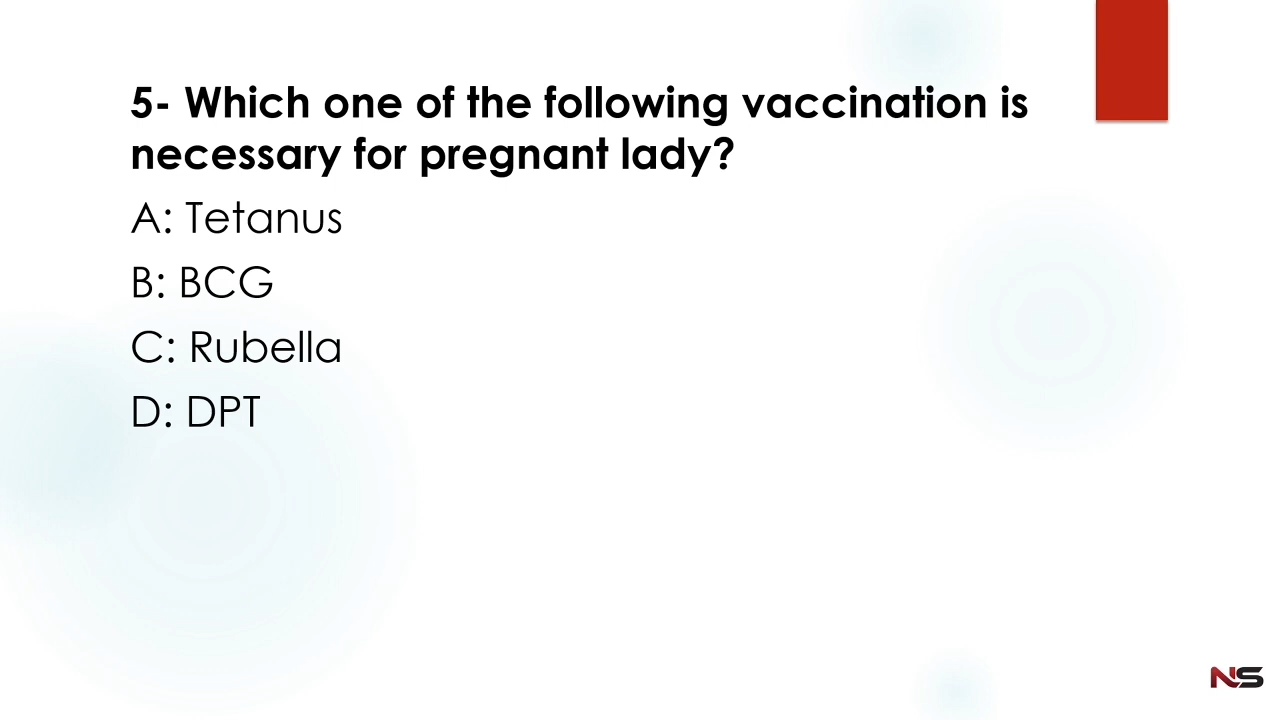 5- Which one of the following vaccination is
necessary for pregnant lady?
A: Tetanus
B: BCG
C: Rubella
D: DPT
NS